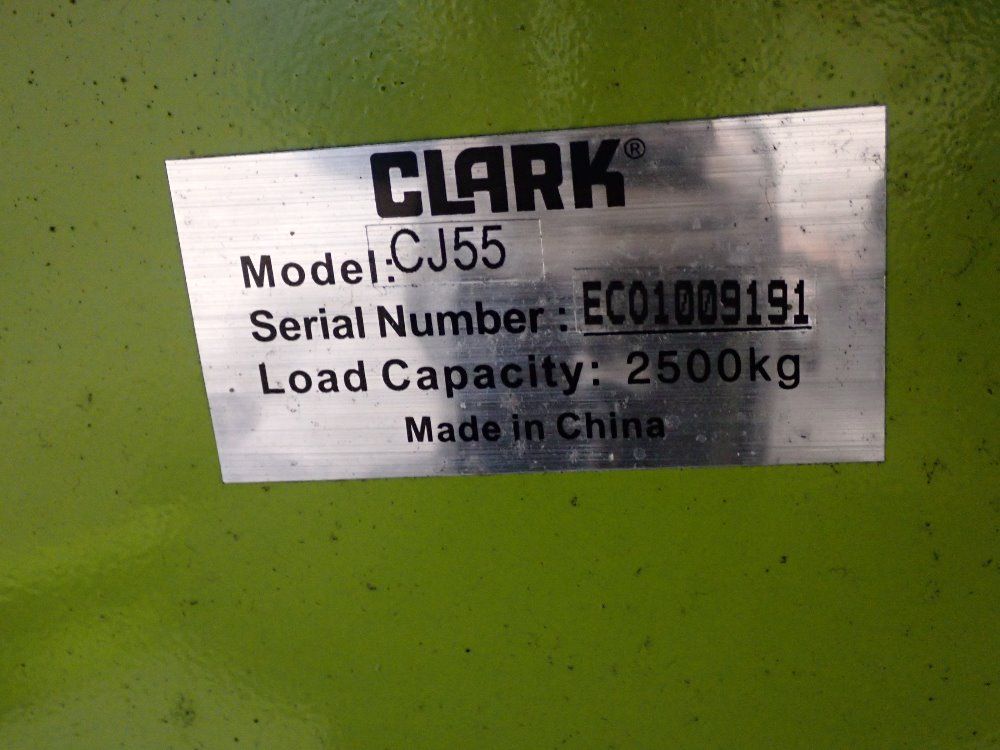 CLARK®
Model: CJ55
Serial Number : EC01009191
Load Capacity: 2500kg
Made in China